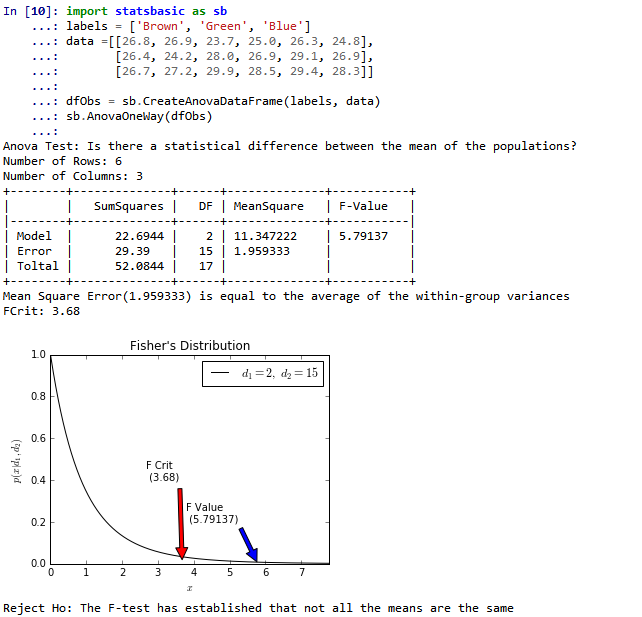 In [10]: import statsbasic as sb
...: labels = ['Brown', 'Green', 'Blue']
...: data =[[26.8, 26.9, 23.7, 25.0, 26.3, 24.8],
...: [26.4, 24.2, 28.0, 26.9, 29.1, 26.9],
...: [26.7, 27.2, 29.9, 28.5, 29.4, 28.3]]
...:
...: dfObs = sb.CreateAnovaDataFrame(labels, data)
...: sb.AnovaOneWay(dfObs)
...:
Anova Test: Is there a statistical difference between the mean of the populations?
Number of Rows: 6
Number of Columns: 3
+--------+--------------+------+---------------+-----------+
| | SumSquares | DF | MeanSquare | F-Value |
|--------+--------------+------+---------------+-----------|
| Model | 22.6944 | 2 | 11.347222 | 5.79137 |
| Error | 29.39 | 15 | 1.959333 | |
| Toltal | 52.0844 | 17 | | |
+--------+--------------+------+---------------+-----------+
Mean Square Error(1.959333) is equal to the average of the within-group variances
FCrit: 3.68
Fisher's Distribution
d₁ = 2, d₂ = 15
1.0
0.8
0.6
0.4
0.2
0.0
p(x|d₁, d₂)
F Crit
(3.68)
F Value
(5.79137)
0 1 2 3 4 5 6 7
x
Reject Ho: The F-test has established that not all the means are the same